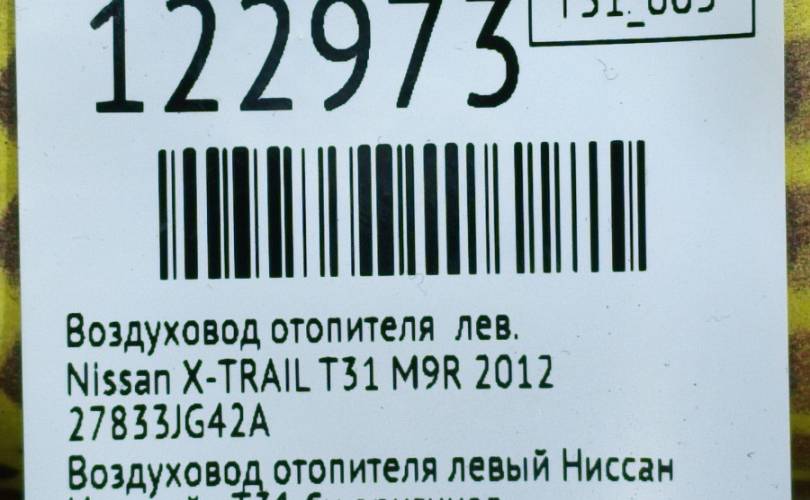 122973
Воздуховод отопителя лев.
Nissan X-TRAIL T31 M9R 2012
27833JG42A
Воздуховод отопителя левый Ниссан